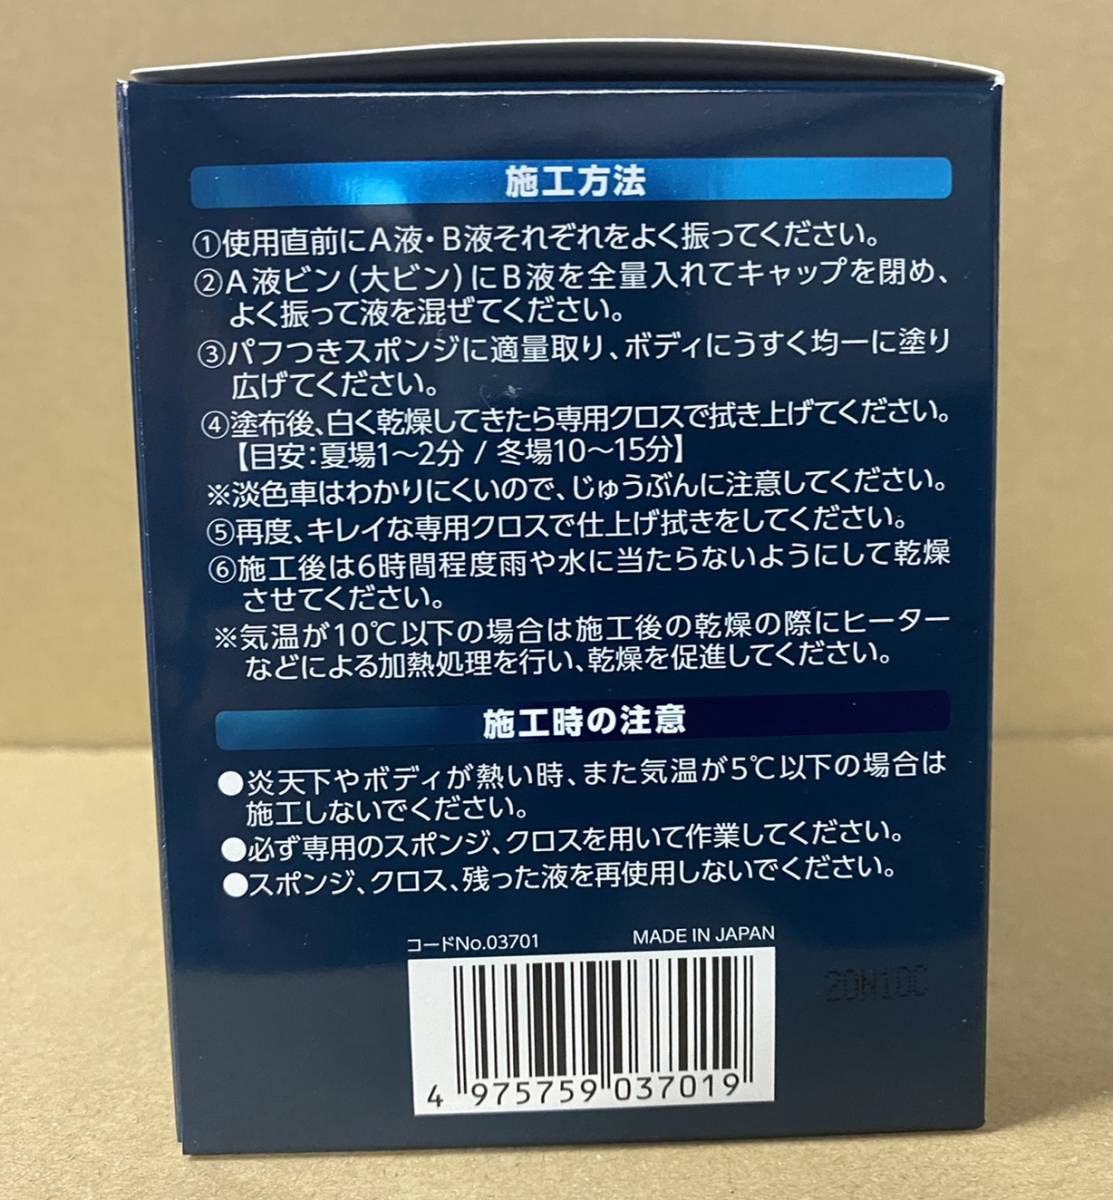 施工方法
①使用直前にA液・B液それぞれをよく振ってください。
②A液ビン(大ビン)にB液を全量入れてキャップを閉め、
よく振って液を混ぜてください。
③パフつきスポンジに適量取り、ボディにうすく均一に塗り
広げてください。
④塗布後、白く乾燥してきたら専用クロスで拭き上げてください。
【目安:夏場1〜2分 / 冬場10〜15分】
※淡色車はわかりにくいので、じゅうぶんに注意してください。
⑤再度、キレイな専用クロスで仕上げ拭きをしてください。
⑥施工後は6時間程度雨や水に当たらないようにして乾燥
させてください。
※気温が10℃以下の場合は施工後の乾燥の際にヒーター
などによる加熱処理を行い、乾燥を促進してください。
施工時の注意
●炎天下やボディが熱い時、また気温が5℃以下の場合は
施工しないでください。
●必ず専用のスポンジ、クロスを用いて作業してください。
●スポンジ、クロス、残った液を再使用しないでください。
コードNo.03701 MADE IN JAPAN
20N10C
4 975759 037019